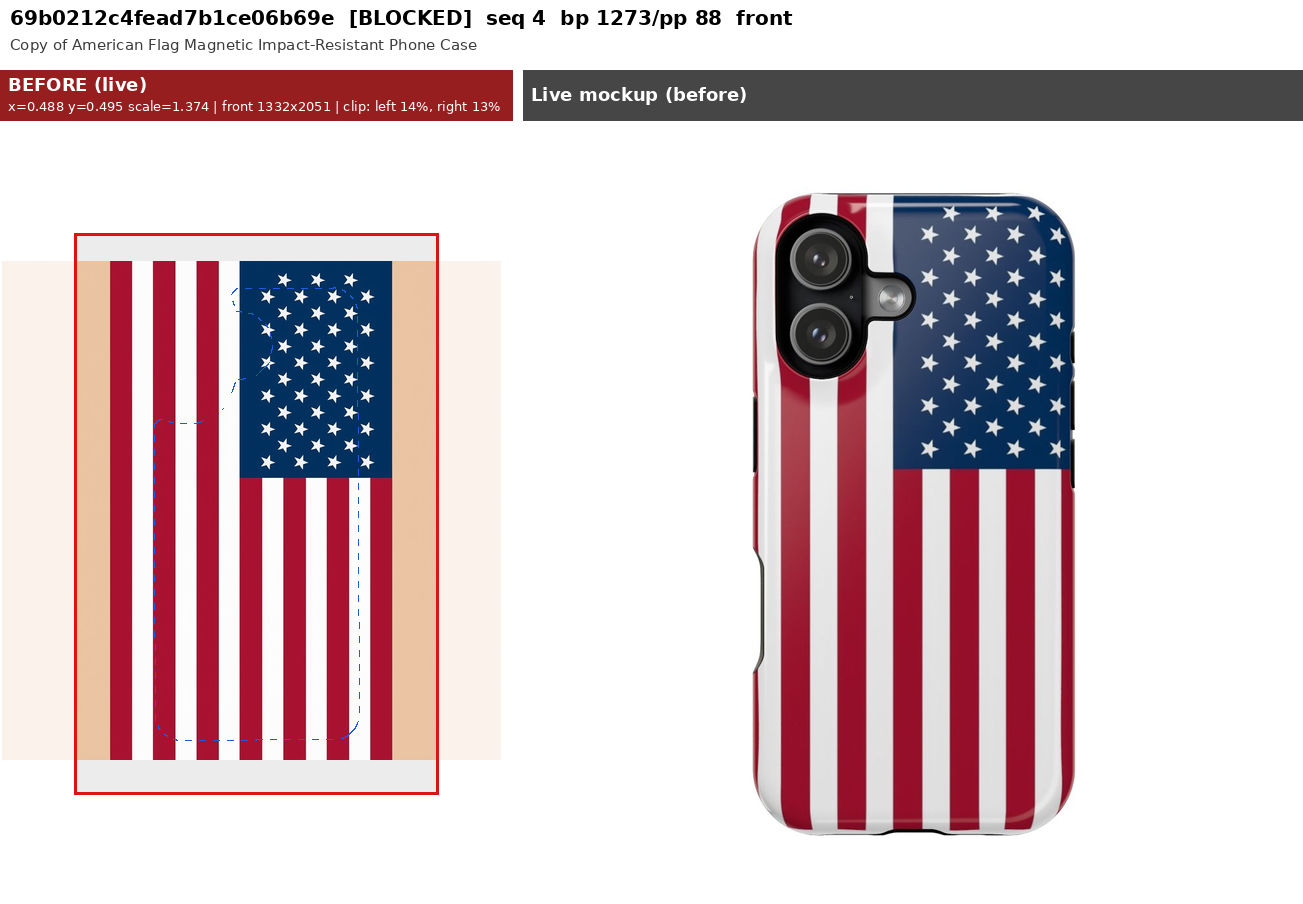 69b0212c4fead7b1ce06b69e [BLOCKED] seq 4 bp 1273/pp 88 front
Copy of American Flag Magnetic Impact-Resistant Phone Case
BEFORE (live)
x=0.488 y=0.495 scale=1.374 | front 1332x2051 | clip: left 14%, right 13%
Live mockup (before)